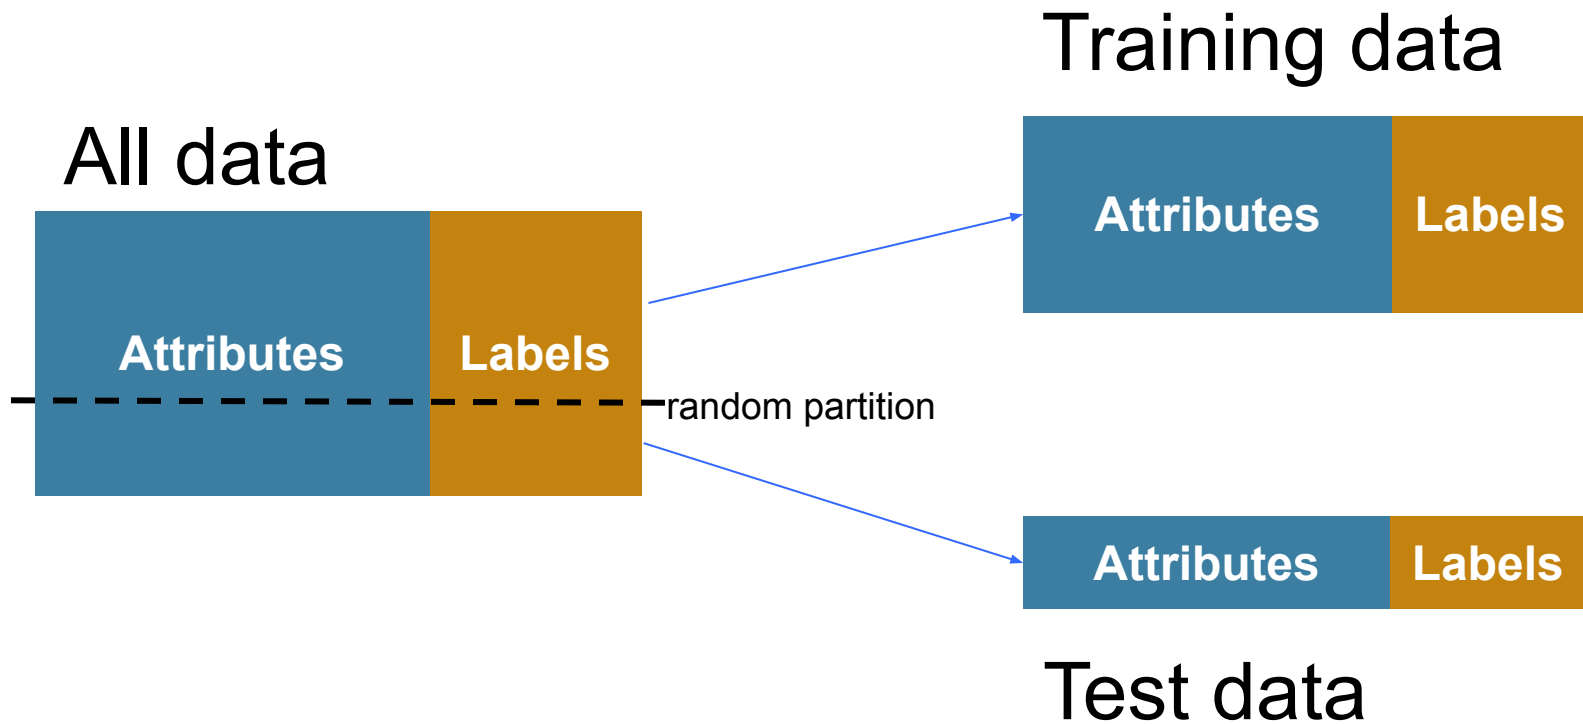 Training data
All data
Attributes Labels
Attributes Labels
random partition
Attributes Labels
Test data